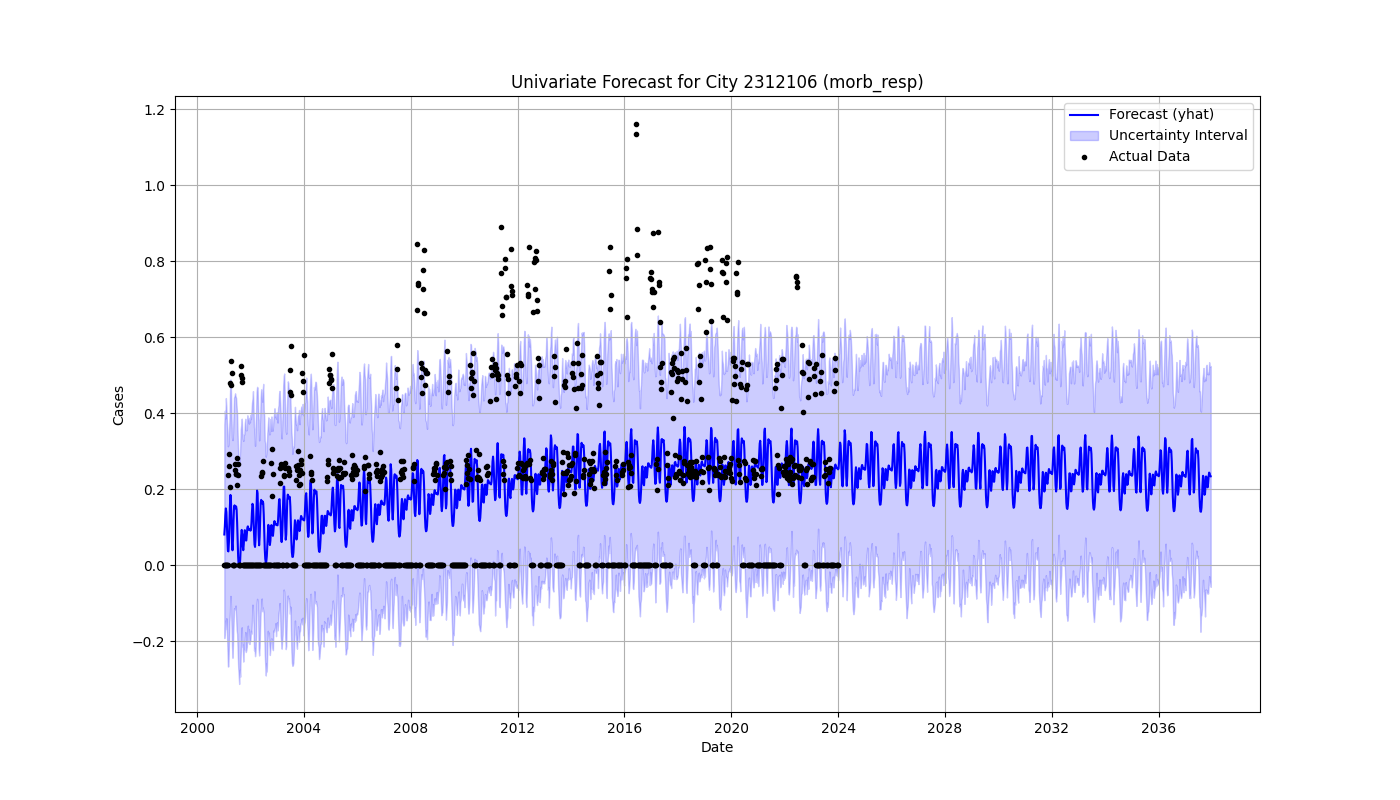 Univariate Forecast for City 2312106 (morb_resp)
Forecast (yhat)
Uncertainty Interval
Actual Data
Cases
1.2
1.0
0.8
0.6
0.4
0.2
0.0
−0.2
2000 2004 2008 2012 2016 2020 2024 2028 2032 2036
Date